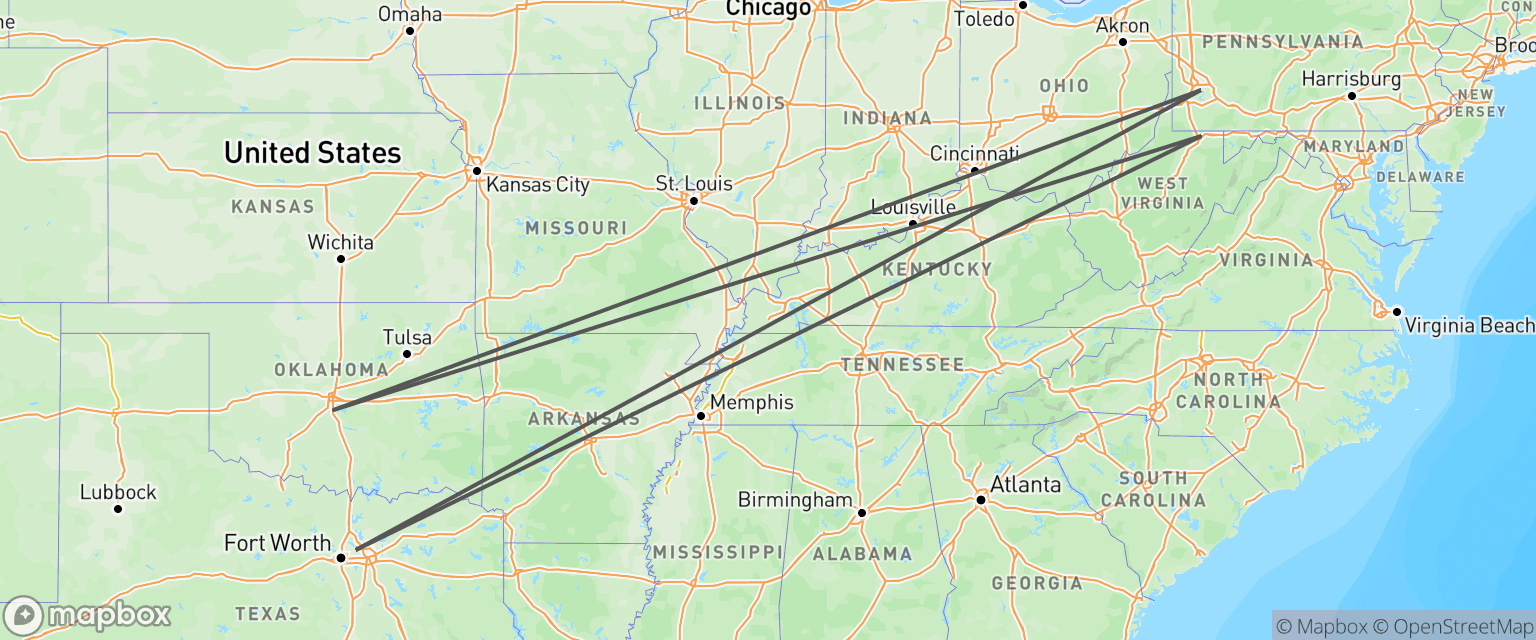 Chicago
Omaha
Toledo
Akron
PENNSYLVANIA
Harrisburg
OHIO
ILLINOIS
INDIANA
NEW
JERSEY
United States
Cincinnati
MARYLAND
Kansas City
St. Louis
DELAWARE
KANSAS
MISSOURI
Louisville
WEST
VIRGINIA
Wichita
KENTUCKY
VIRGINIA
Tulsa
Virginia Beach
OKLAHOMA
TENNESSEE
NORTH
CAROLINA
Memphis
ARKANSAS
Lubbock
Birmingham
Atlanta
SOUTH
CAROLINA
Fort Worth
MISSISSIPPI
ALABAMA
GEORGIA
TEXAS
mapbox
© Mapbox © OpenStreetMap